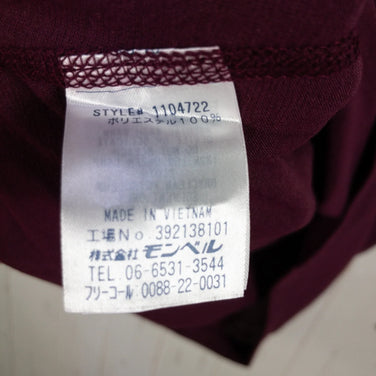 STYLE# 1104722
ポリエステル100%
MADE IN VIETNAM
工場No.392138101
株式会社モンベル
TEL.06-6531-3544
フリーコール 0088-22-0031